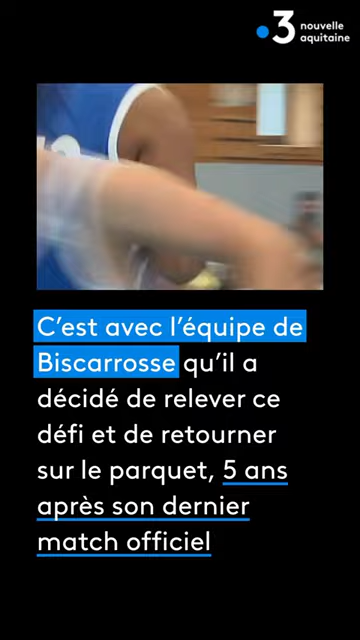 3 nouvelle
aquitaine
C'est avec l'équipe de
Biscarrosse qu'il a
décidé de relever ce
défi et de retourner
sur le parquet, 5 ans
après son dernier
match officiel